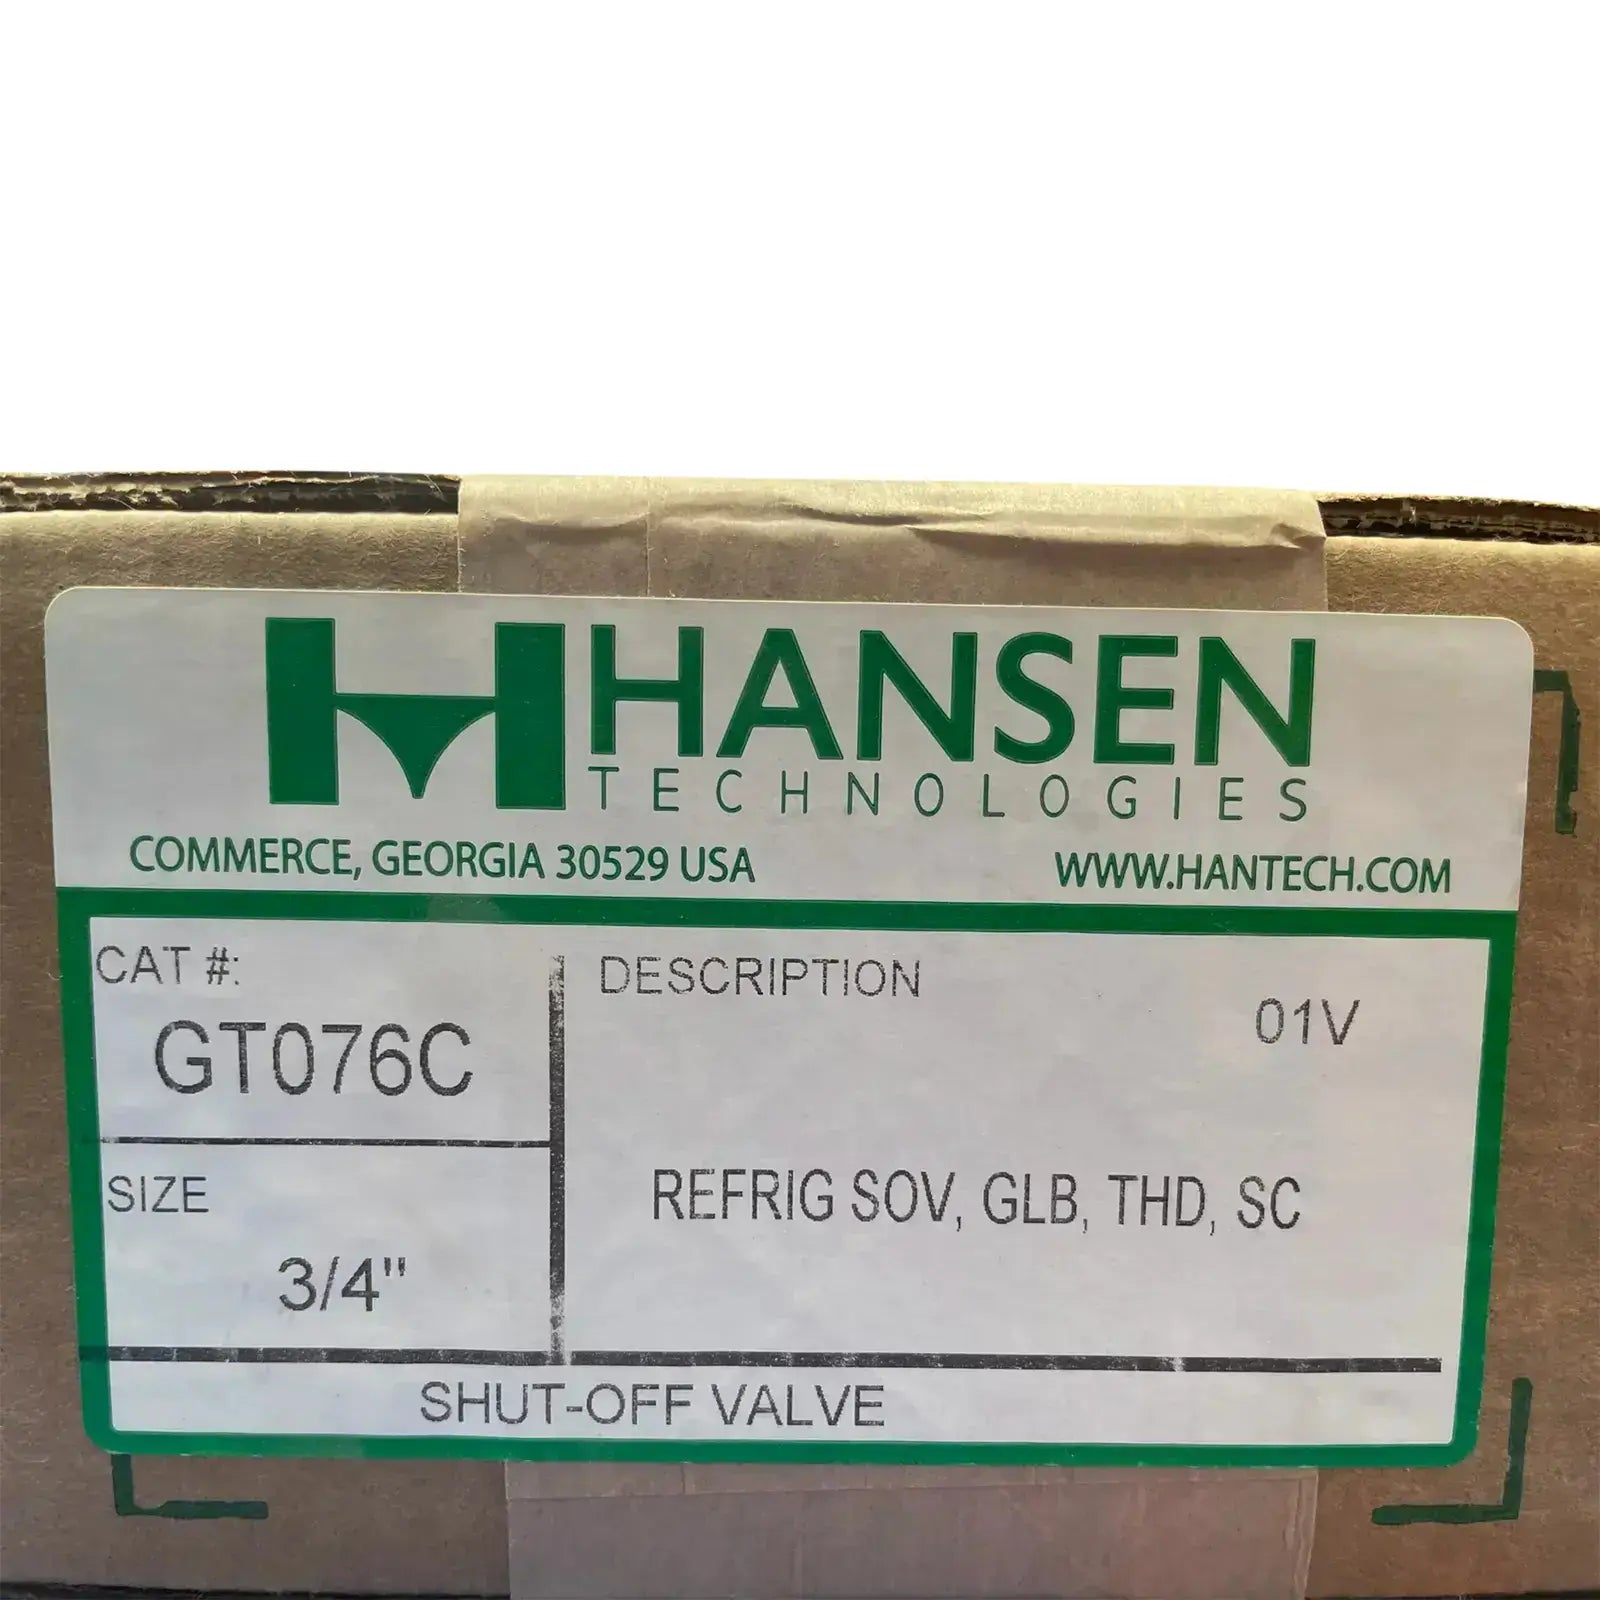 HANSEN
TECHNOLOGIES
COMMERCE, GEORGIA 30529 USA
WWW.HANTECH.COM
CAT #:
GT076C
DESCRIPTION
01V
SIZE
3/4"
REFRIG SOV, GLB, THD, SC
SHUT-OFF VALVE